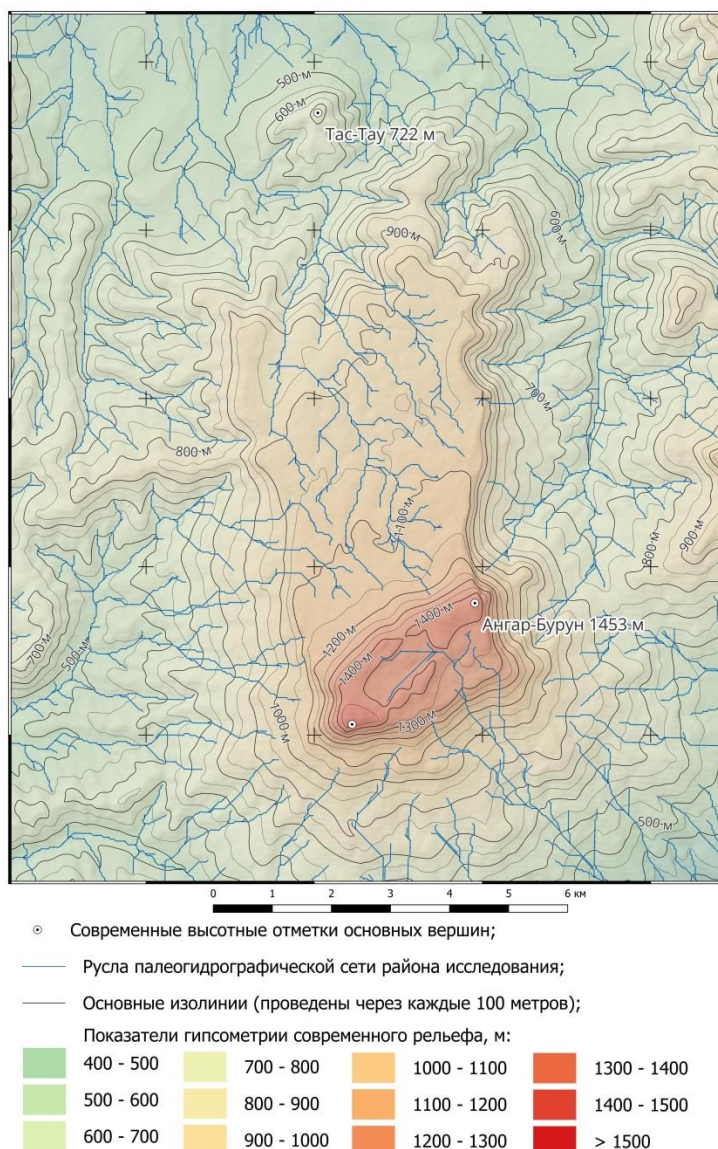 500 м
600 м
Тас-Тау 722 м
900 м
600 м
700 м
800 м
1100 м
800 м
900 м
1400 м
Ангар-Бурун 1453 м
1200 м
700 м
500 м
1400 м
1000 м
1300 м
500 м
0 1 2 3 4 5 6 км
Современные высотные отметки основных вершин;
Русла палеогидрографической сети района исследования;
Основные изолинии (проведены через каждые 100 метров);
Показатели гипсометрии современного рельефа, м:
400 - 500 700 - 800 1000 - 1100 1300 - 1400
500 - 600 800 - 900 1100 - 1200 1400 - 1500
600 - 700 900 - 1000 1200 - 1300 > 1500